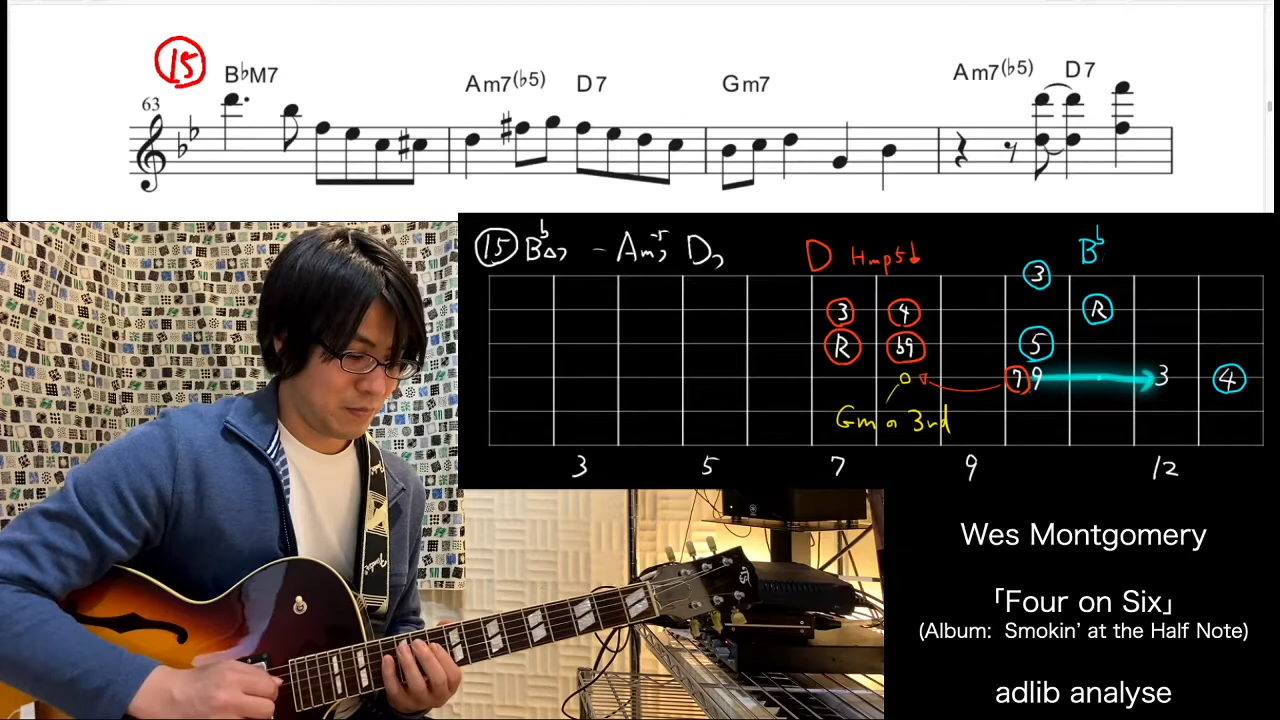 15
B♭M7
Am7(♭5) D7
Gm7
Am7(♭5) D7
63
15 B♭△7 - Am7-5 D7
D Hmp5↓
B♭
3
3 4 R
R ♭9 5
7 9 3 4
Gm の 3rd
3 5 7 9 12
Wes Montgomery
「Four on Six」
(Album: Smokin' at the Half Note)
adlib analyse